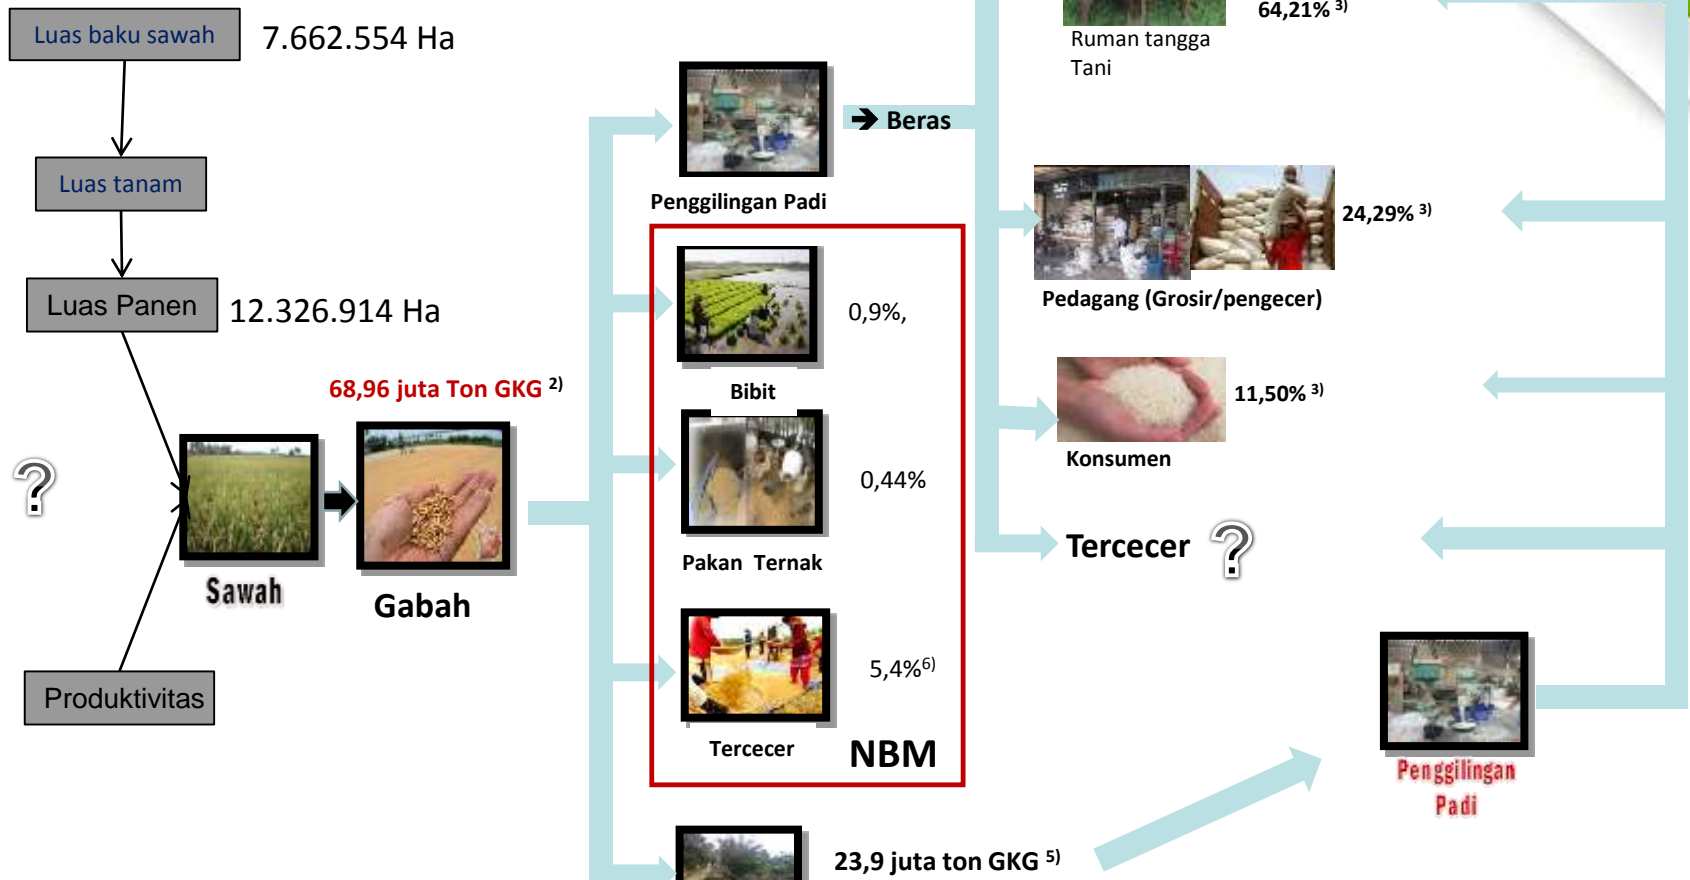 Luas baku sawah
7.662.554 Ha
Luas tanam
Luas Panen
12.326.914 Ha
68,96 juta Ton GKG 2)
Sawah
Gabah
Produktivitas
?
Penggilingan Padi
➔ Beras
0,9%,
Bibit
0,44%
Pakan Ternak
5,4%6)
Tercecer
NBM
23,9 juta ton GKG 5)
64,21% 3)
Ruman tangga
Tani
24,29% 3)
Pedagang (Grosir/pengecer)
11,50% 3)
Konsumen
Tercecer ?
Penggilingan
Padi